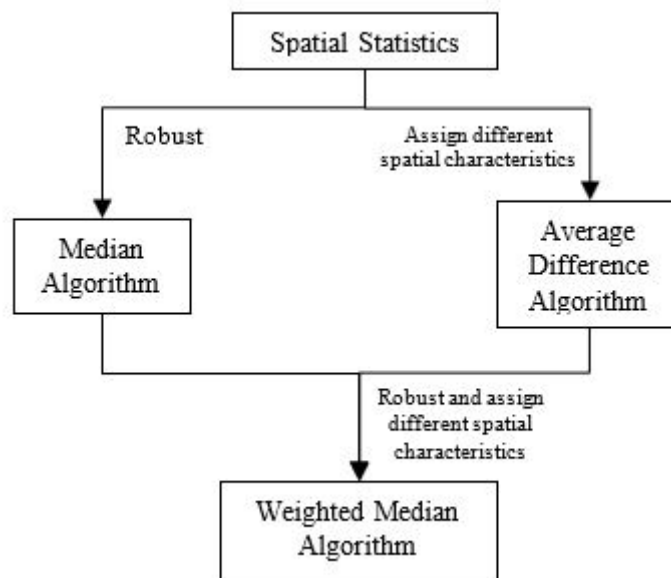 Spatial Statistics
Robust
Assign different
spatial characteristics
Median
Algorithm
Average
Difference
Algorithm
Robust and assign
different spatial
characteristics
Weighted Median
Algorithm